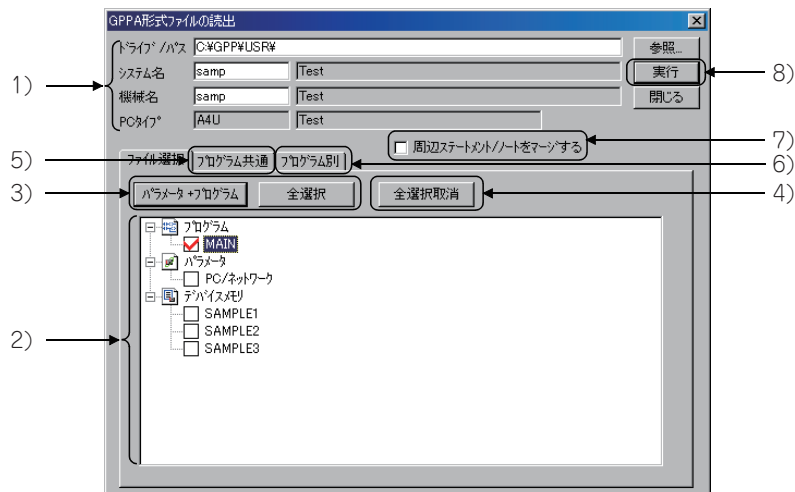 GPPA形式ファイルの読出
ドライブ/パス C:¥GPP¥USR¥ 参照...
1) システム名 samp Test 実行 8)
機械名 samp Test 閉じる
PCタイプ A4U Test
7)
□ 周辺ステートメント/ノートをマージする
5) ファイル選択 プログラム共通 プログラム別 6)
3) パラメータ+プログラム 全選択 全選択取消 4)
プログラム
MAIN
パラメータ
PC/ネットワーク
デバイスメモリ
SAMPLE1
2) SAMPLE2
SAMPLE3